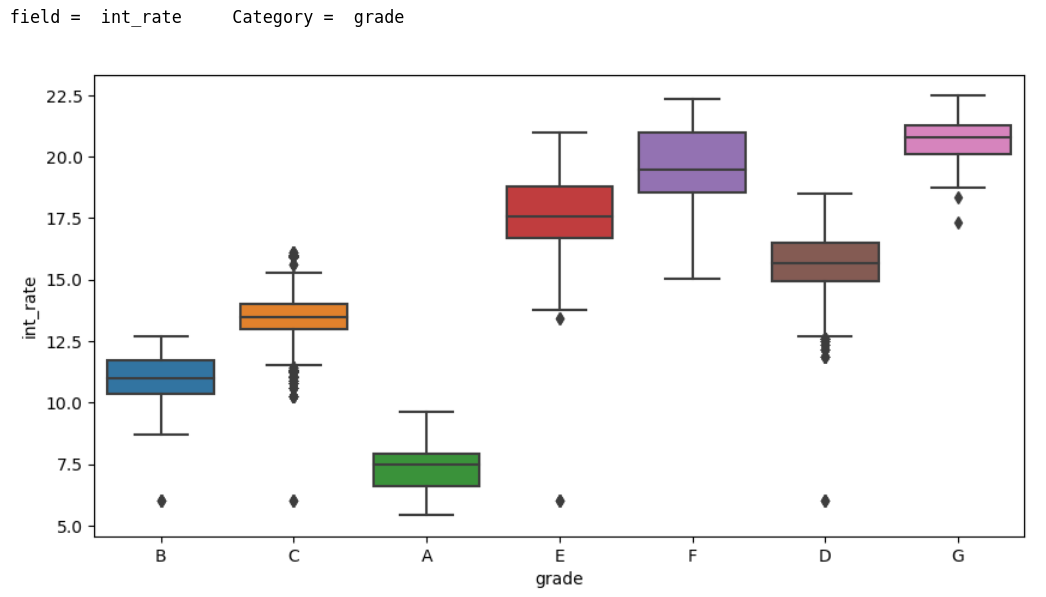 field =  int_rate     Category =  grade
22.5
20.0
17.5
15.0
12.5
10.0
7.5
5.0
int_rate
B C A E F D G
grade